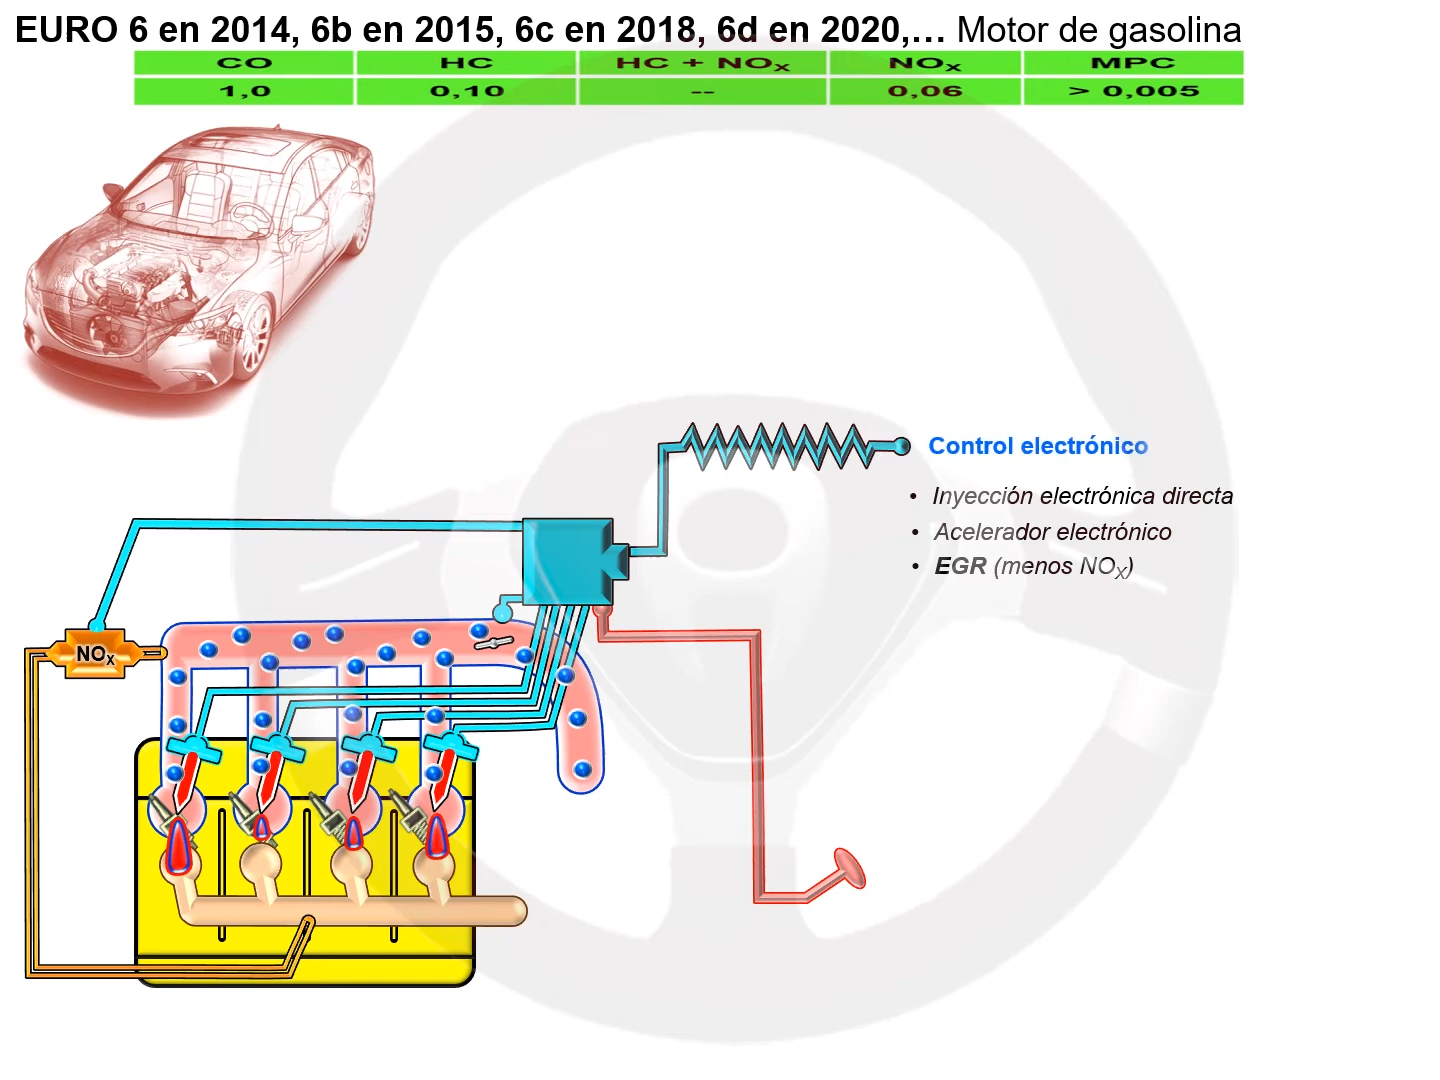 EURO 6 en 2014, 6b en 2015, 6c en 2018, 6d en 2020,… Motor de gasolina
CO HC HC + NOX NOX MPC
1,0 0,10 -- 0,06 > 0,005
Control electrónico
• Inyección electrónica directa
• Acelerador electrónico
• EGR (menos NOX)
NOX